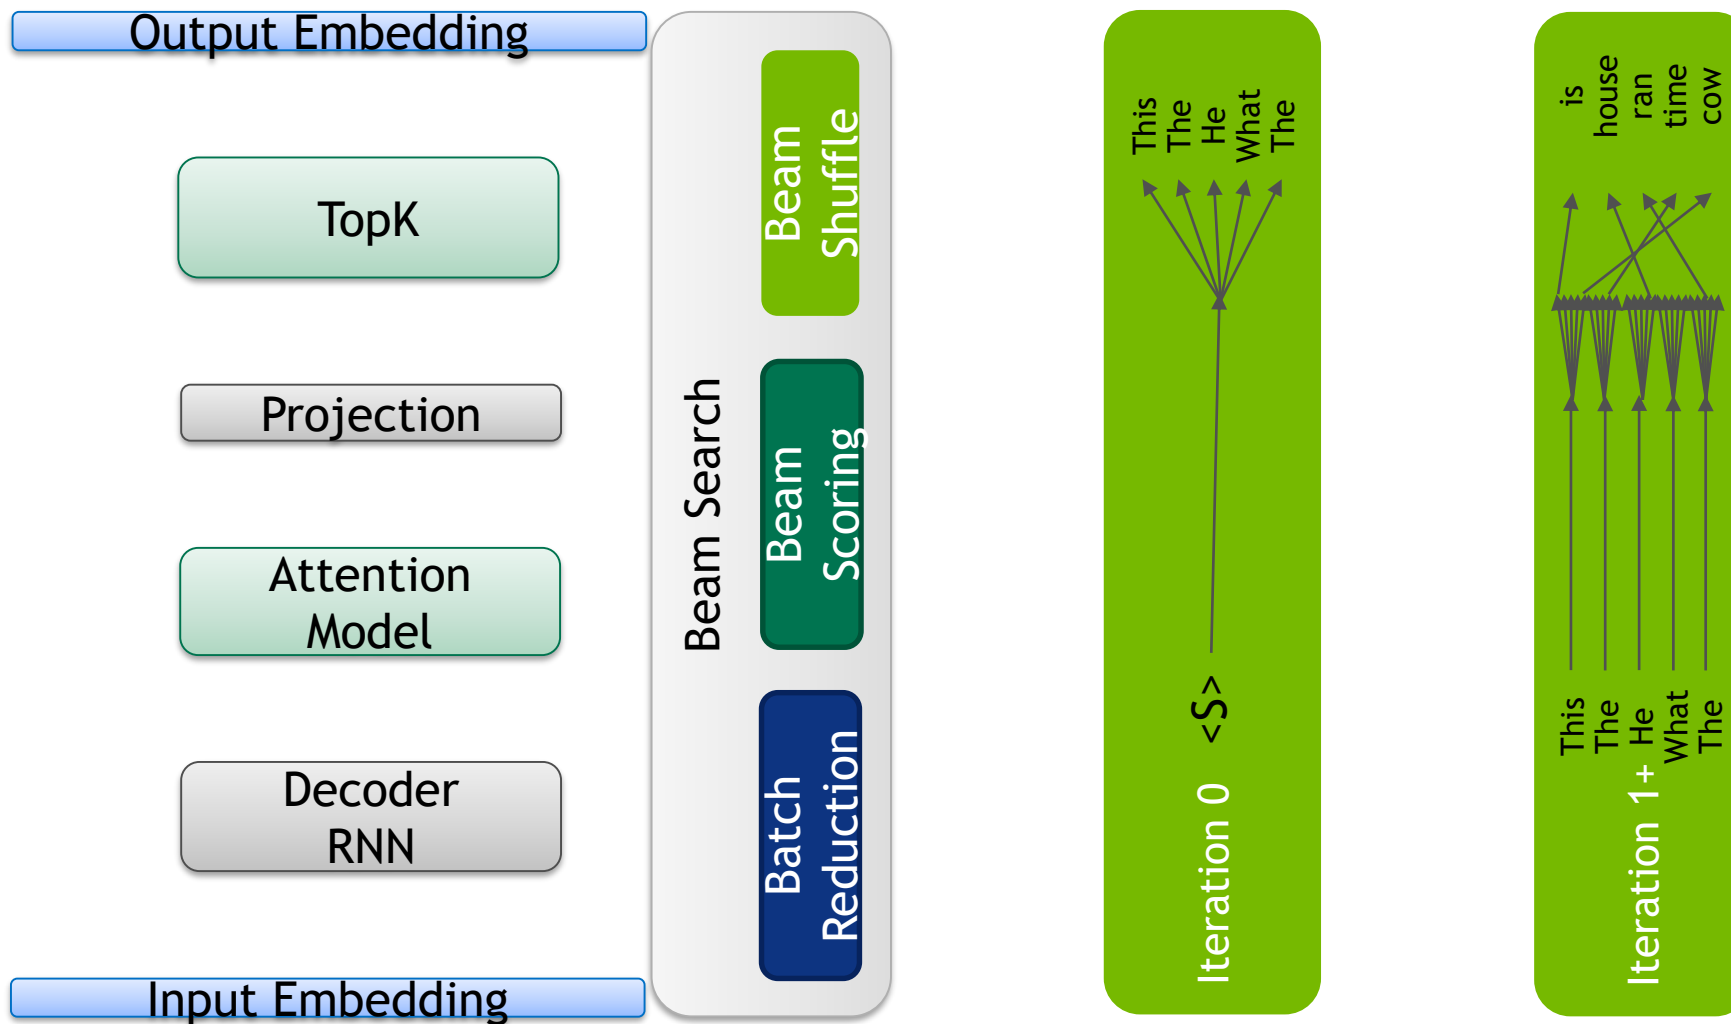 Output Embedding
TopK
Projection
Attention
Model
Decoder
RNN
Input Embedding
Beam Search
Beam
Shuffle
Beam
Scoring
Batch
Reduction
This
The
He
What
The
<S>
Iteration 0
is
house
ran
time
cow
This
The
He
What
The
Iteration 1+